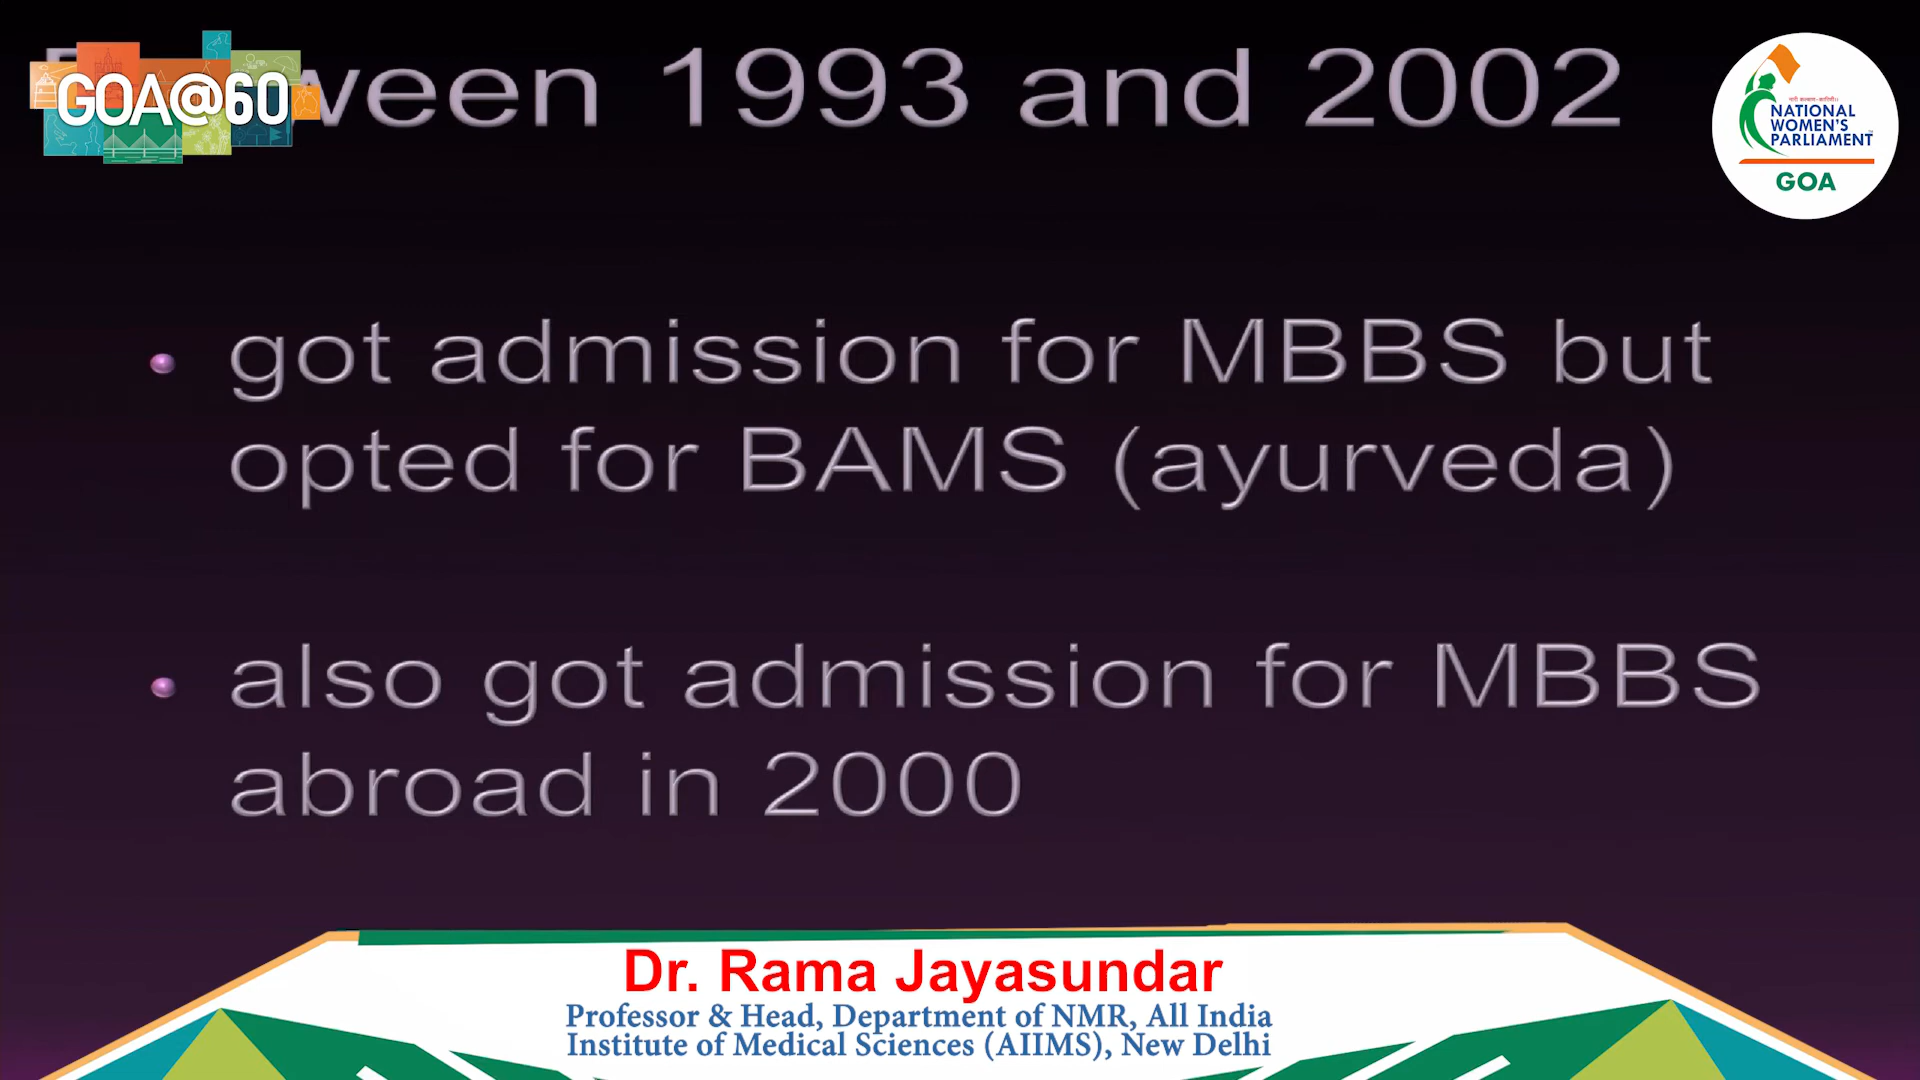 GOA@60
ween 1993 and 2002
NATIONAL
WOMEN'S
PARLIAMENT
GOA
got admission for MBBS but
opted for BAMS (ayurveda)
also got admission for MBBS
abroad in 2000
Dr. Rama Jayasundar
Professor & Head, Department of NMR, All India
Institute of Medical Sciences (AIIMS), New Delhi